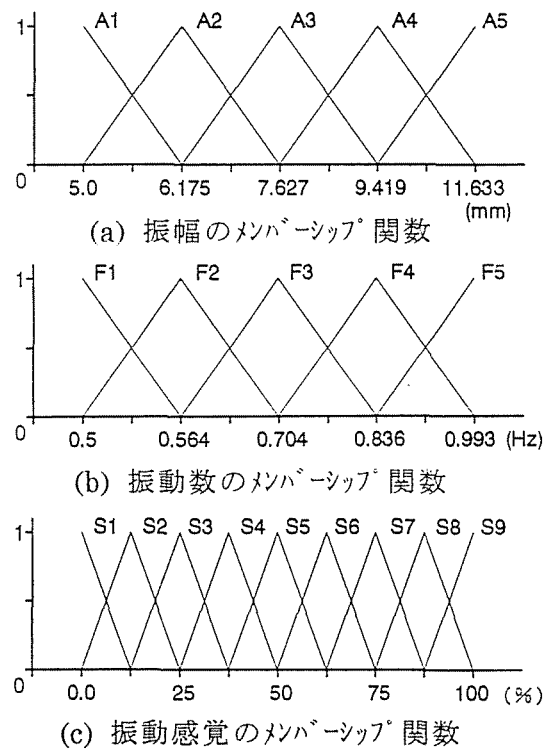 1 A1 A2 A3 A4 A5
0 5.0 6.175 7.627 9.419 11.633
(mm)
(a) 振幅のメンバーシップ関数
1 F1 F2 F3 F4 F5
0 0.5 0.564 0.704 0.836 0.993 (Hz)
(b) 振動数のメンバーシップ関数
1 S1 S2 S3 S4 S5 S6 S7 S8 S9
0 0.0 25 50 75 100 (%)
(c) 振動感覚のメンバーシップ関数